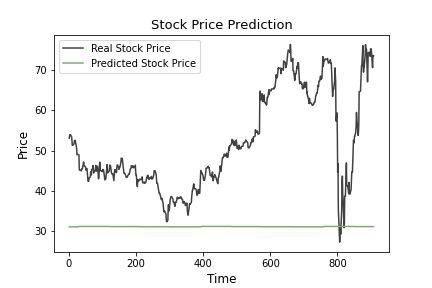 Stock Price Prediction
Real Stock Price
Predicted Stock Price
Price
70
60
50
40
30
0 200 400 600 800
Time